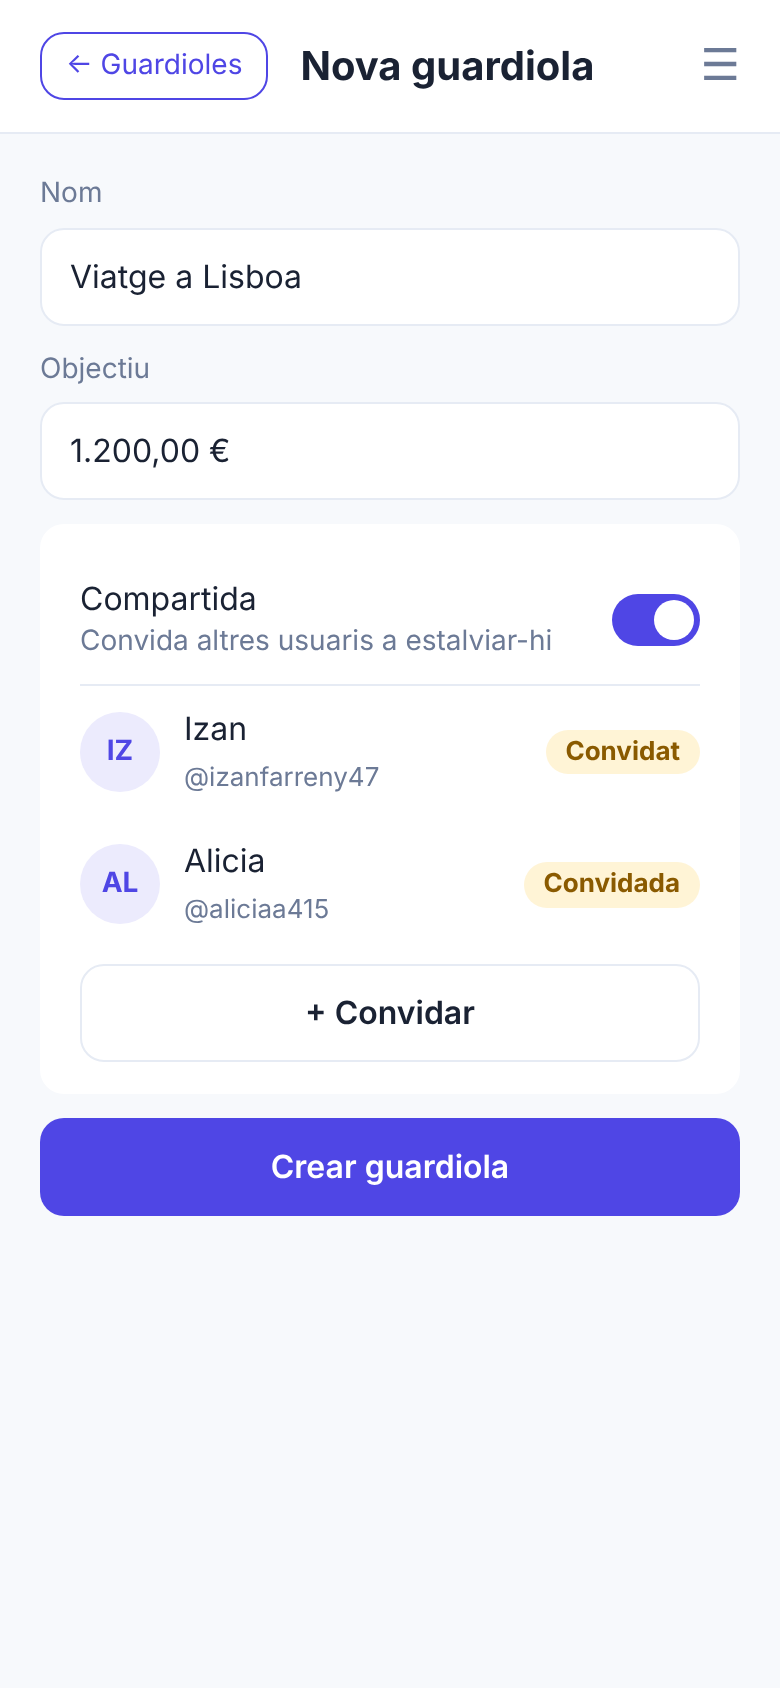 ← Guardioles
Nova guardiola
☰
Nom
Viatge a Lisboa
Objectiu
1.200,00 €
Compartida
Convida altres usuaris a estalviar-hi
IZ
Izan
@izanfarreny47
Convidat
AL
Alicia
@aliciaa415
Convidada
+ Convidar
Crear guardiola